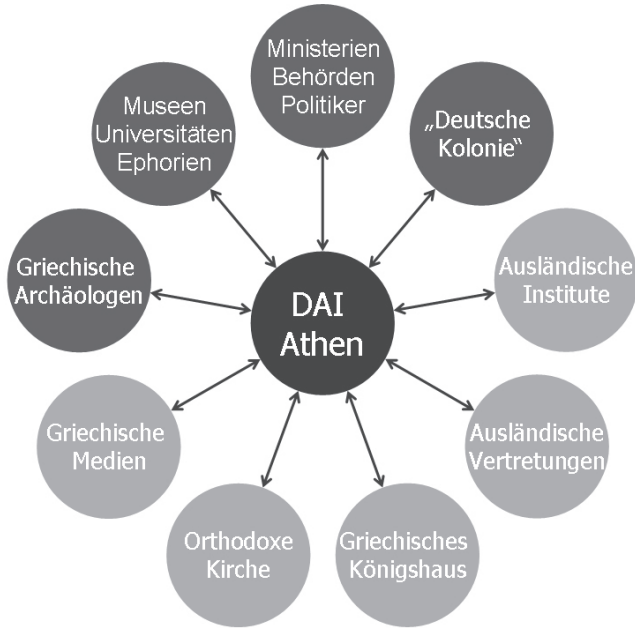 Ministerien
Behörden
Politiker
„Deutsche
Kolonie“
Ausländische
Institute
Ausländische
Vertretungen
Griechisches
Königshaus
Orthodoxe
Kirche
Griechische
Medien
Griechische
Archäologen
Museen
Universitäten
Ephorien
DAI
Athen